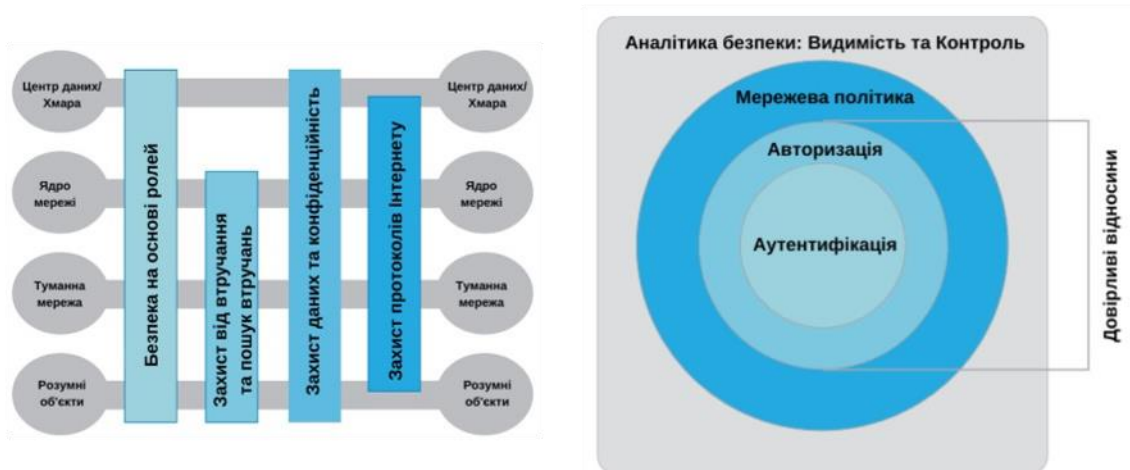 Центр даних/
Хмара
Ядро
мережі
Туманна
мережа
Розумні
об'єкти
Безпека на основі ролей
Захист від втручання
та пошук втручань
Захист даних та конфіденційність
Захист протоколів Інтернету
Центр даних/
Хмара
Ядро
мережі
Туманна
мережа
Розумні
об'єкти
Аналітика безпеки: Видимість та Контроль
Мережева політика
Авторизація
Аутентифікація
Довірливі відносини